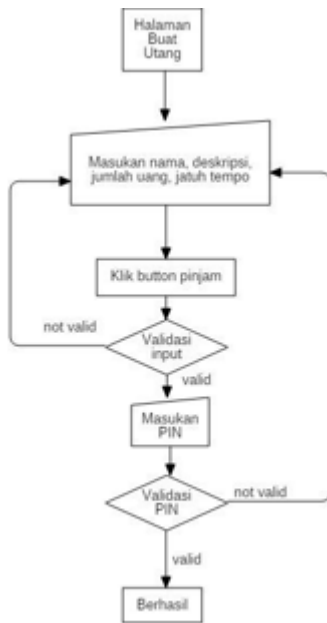 Halaman
Buat
Utang
Masukan nama, deskripsi,
jumlah uang, jatuh tempo
Klik button pinjam
not valid
Validasi
input
valid
Masukan
PIN
Validasi
PIN
not valid
valid
Berhasil